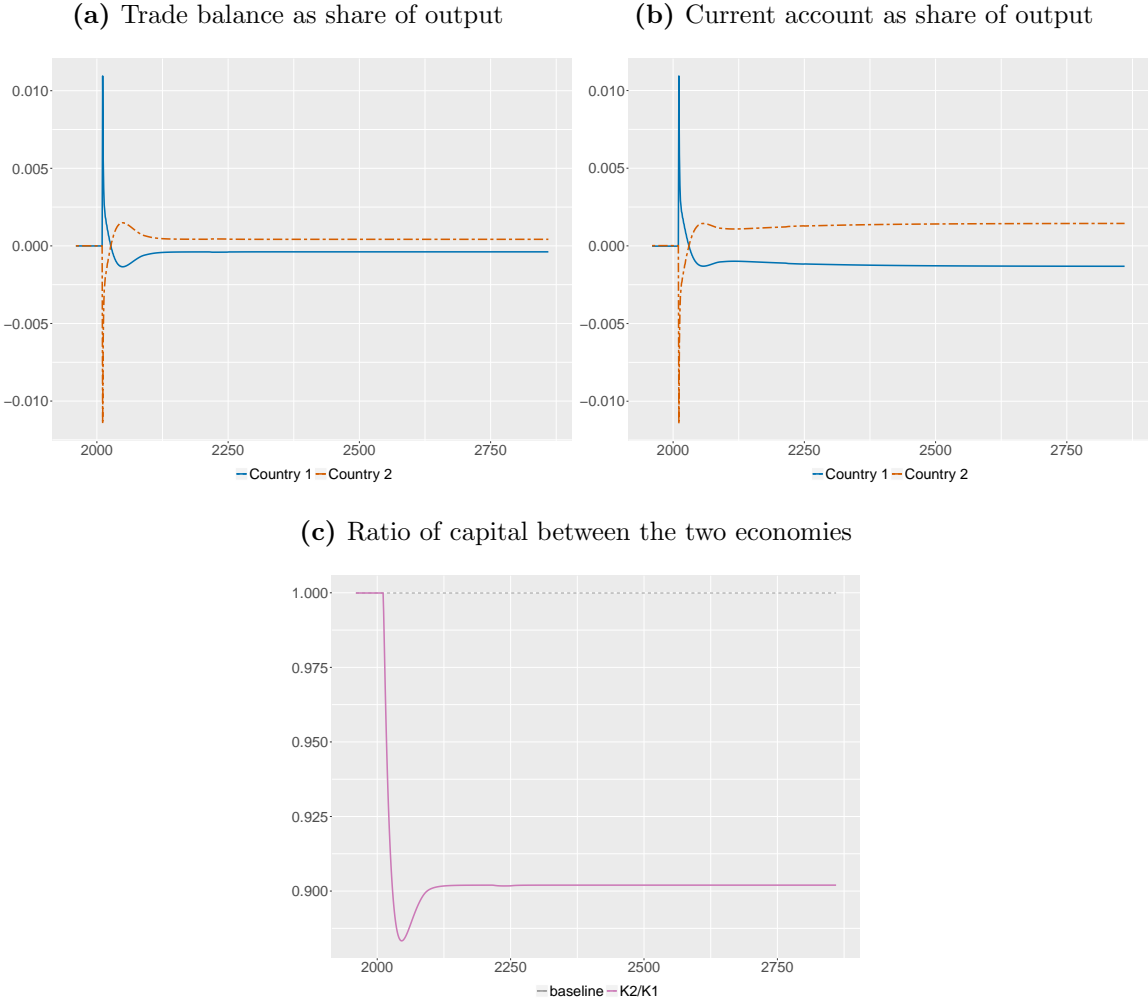 (a) Trade balance as share of output
(b) Current account as share of output
0.010
0.005
0.000
−0.005
−0.010
2000 2250 2500 2750
Country 1 Country 2
0.010
0.005
0.000
−0.005
−0.010
2000 2250 2500 2750
Country 1 Country 2
(c) Ratio of capital between the two economies
1.000
0.975
0.950
0.925
0.900
2000 2250 2500 2750
baseline K2/K1